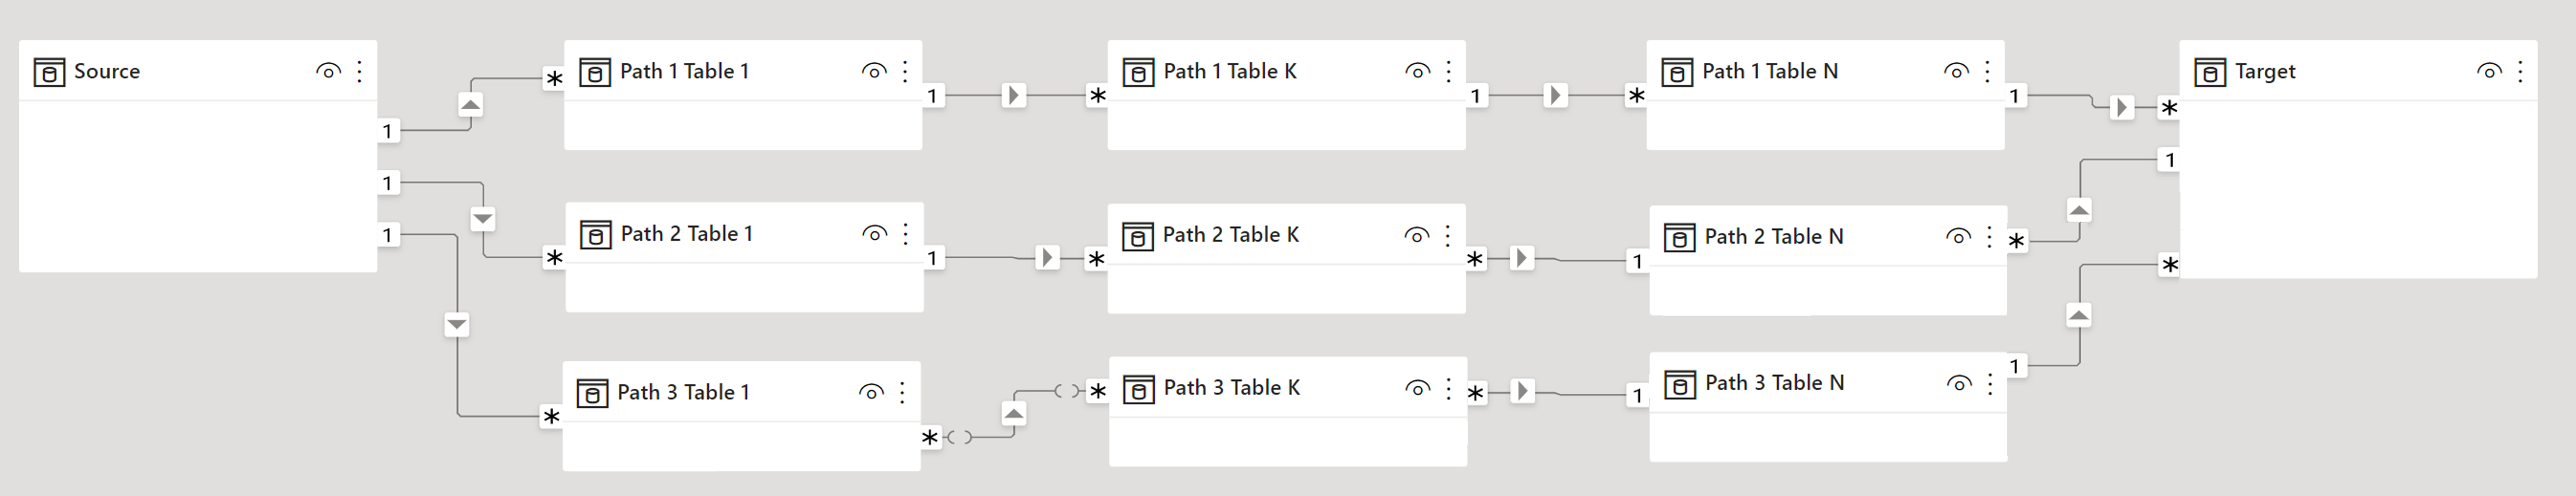 Source
Path 1 Table 1
Path 1 Table K
Path 1 Table N
Target
* 1 * 1 * 1 *
1
1
1
1
Path 2 Table 1
Path 2 Table K
Path 2 Table N
* 1 * * 1 *
*
Path 3 Table 1
Path 3 Table K
Path 3 Table N
1
* * * 1
*